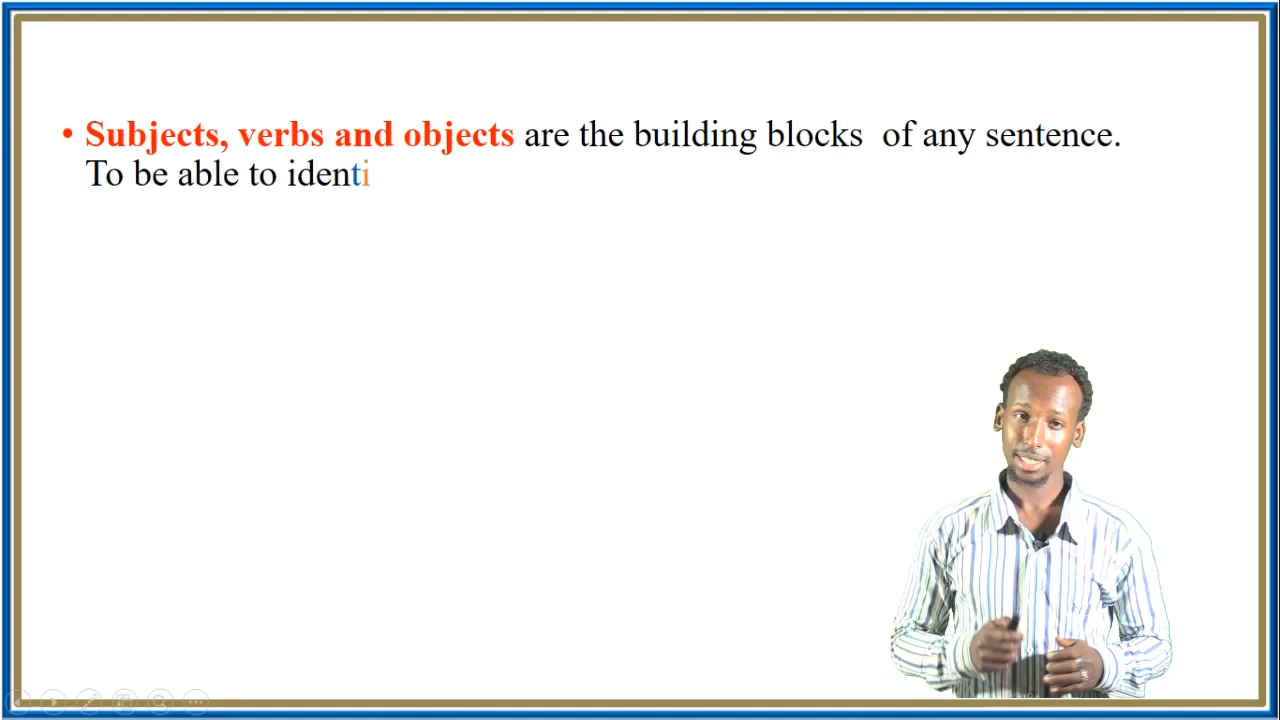 • Subjects, verbs and objects are the building blocks of any sentence.
To be able to identi